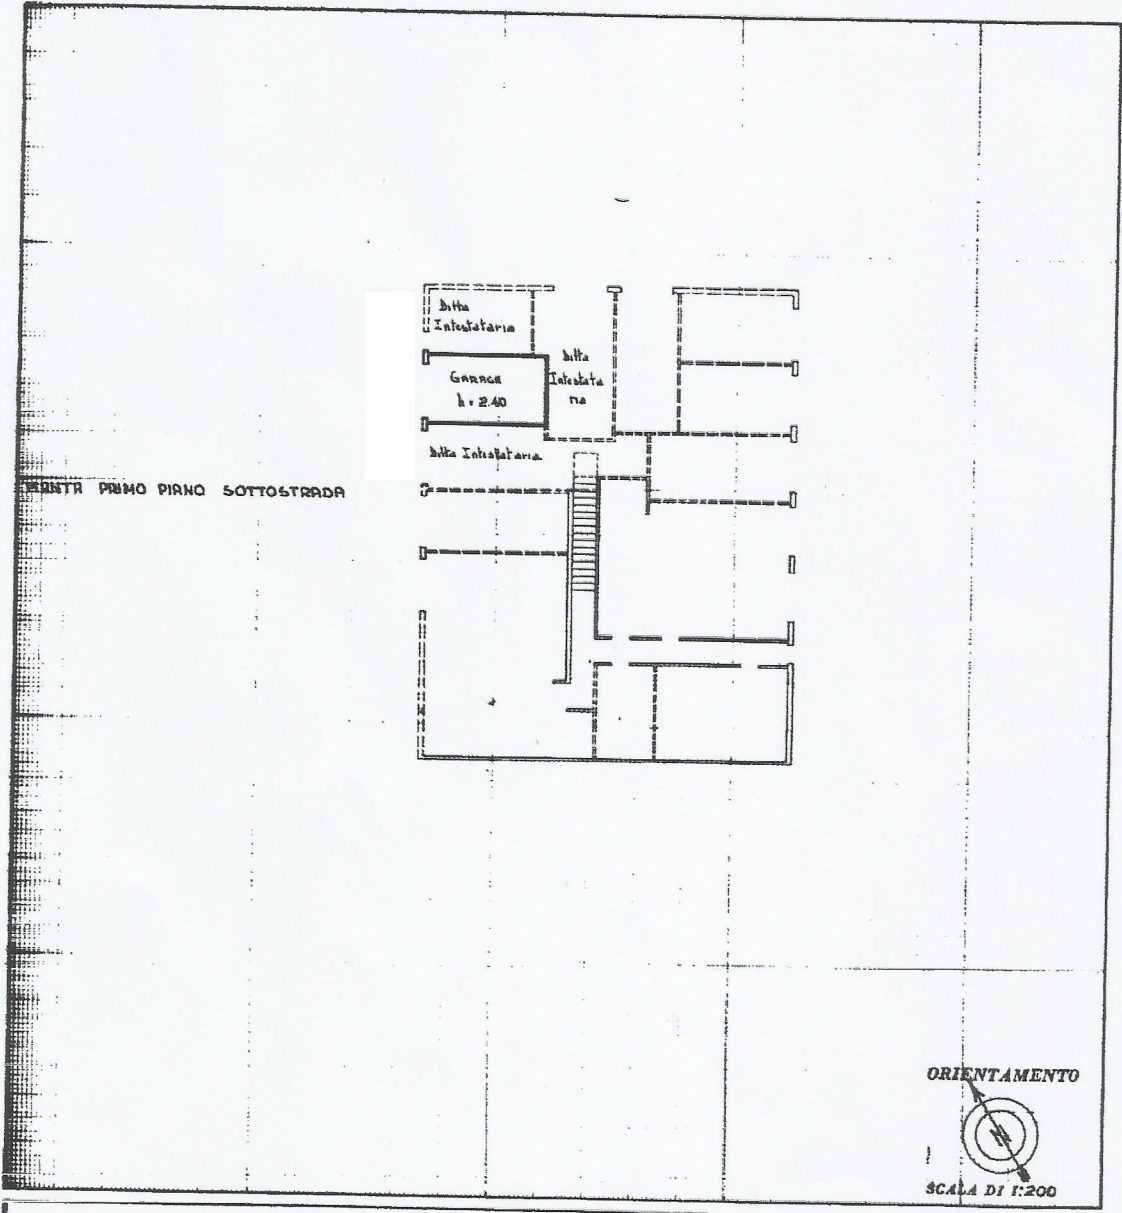 Ditta
Intestataria
Ditta
Intestata
ria
GARAGE
h = 2.40
Ditta Intestataria
PIANTA PRIMO PIANO SOTTOSTRADA
ORIENTAMENTO
N
SCALA DI 1:200